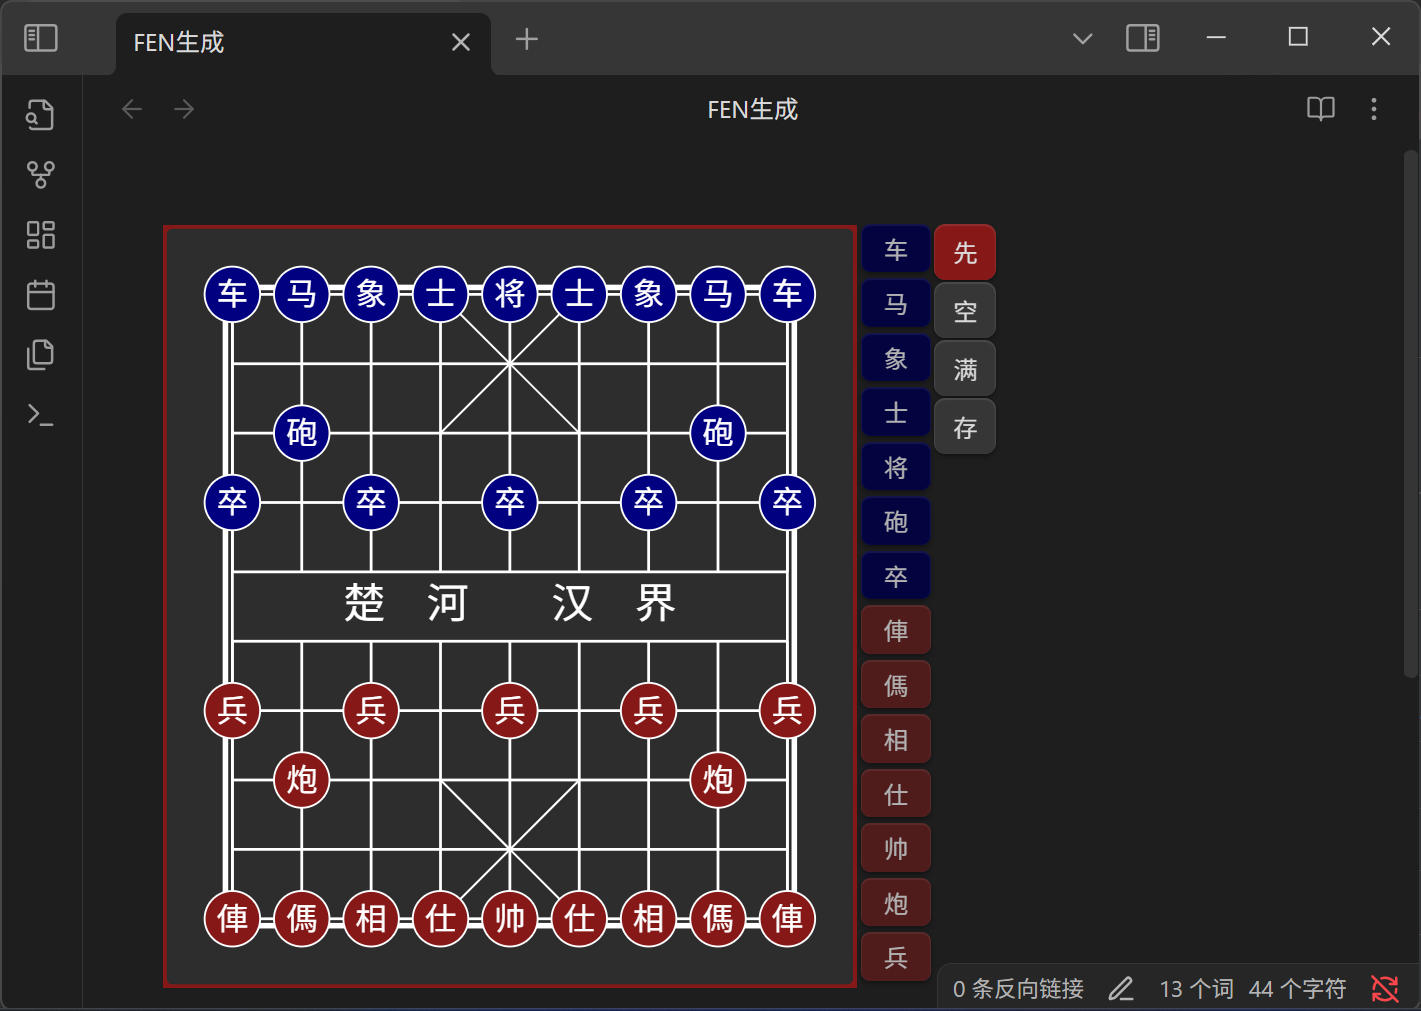 FEN生成
FEN生成
车 马 象 士 将 士 象 马 车
砲 砲
卒 卒 卒 卒 卒
楚 河 汉 界
兵 兵 兵 兵 兵
炮 炮
俥 傌 相 仕 帅 仕 相 傌 俥
车
马
象
士
将
砲
卒
俥
傌
相
仕
帅
炮
兵
先
空
满
存
0 条反向链接 13 个词 44 个字符